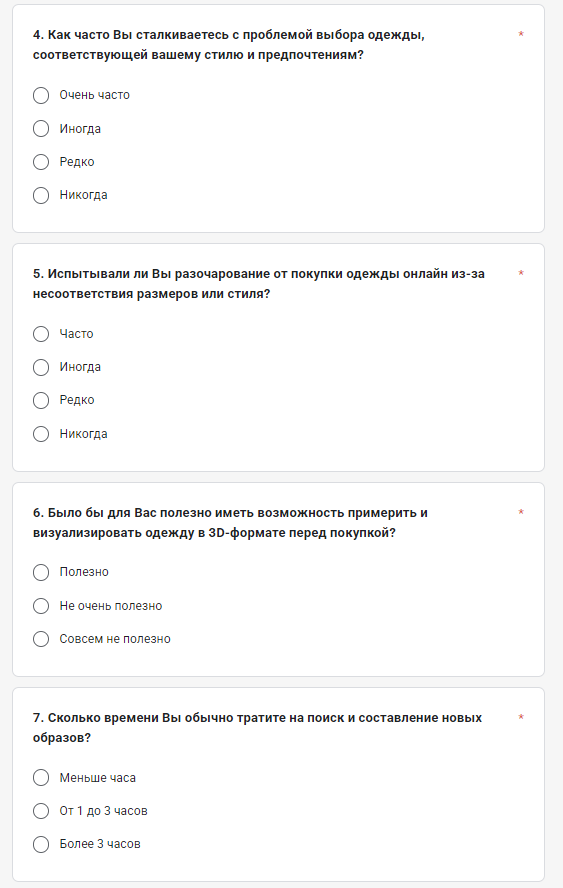 4. Как часто Вы сталкиваетесь с проблемой выбора одежды, *
соответствующей вашему стилю и предпочтениям?
Очень часто
Иногда
Редко
Никогда
5. Испытывали ли Вы разочарование от покупки одежды онлайн из-за *
несоответствия размеров или стиля?
Часто
Иногда
Редко
Никогда
6. Было бы для Вас полезно иметь возможность примерить и *
визуализировать одежду в 3D-формате перед покупкой?
Полезно
Не очень полезно
Совсем не полезно
7. Сколько времени Вы обычно тратите на поиск и составление новых *
образов?
Меньше часа
От 1 до 3 часов
Более 3 часов